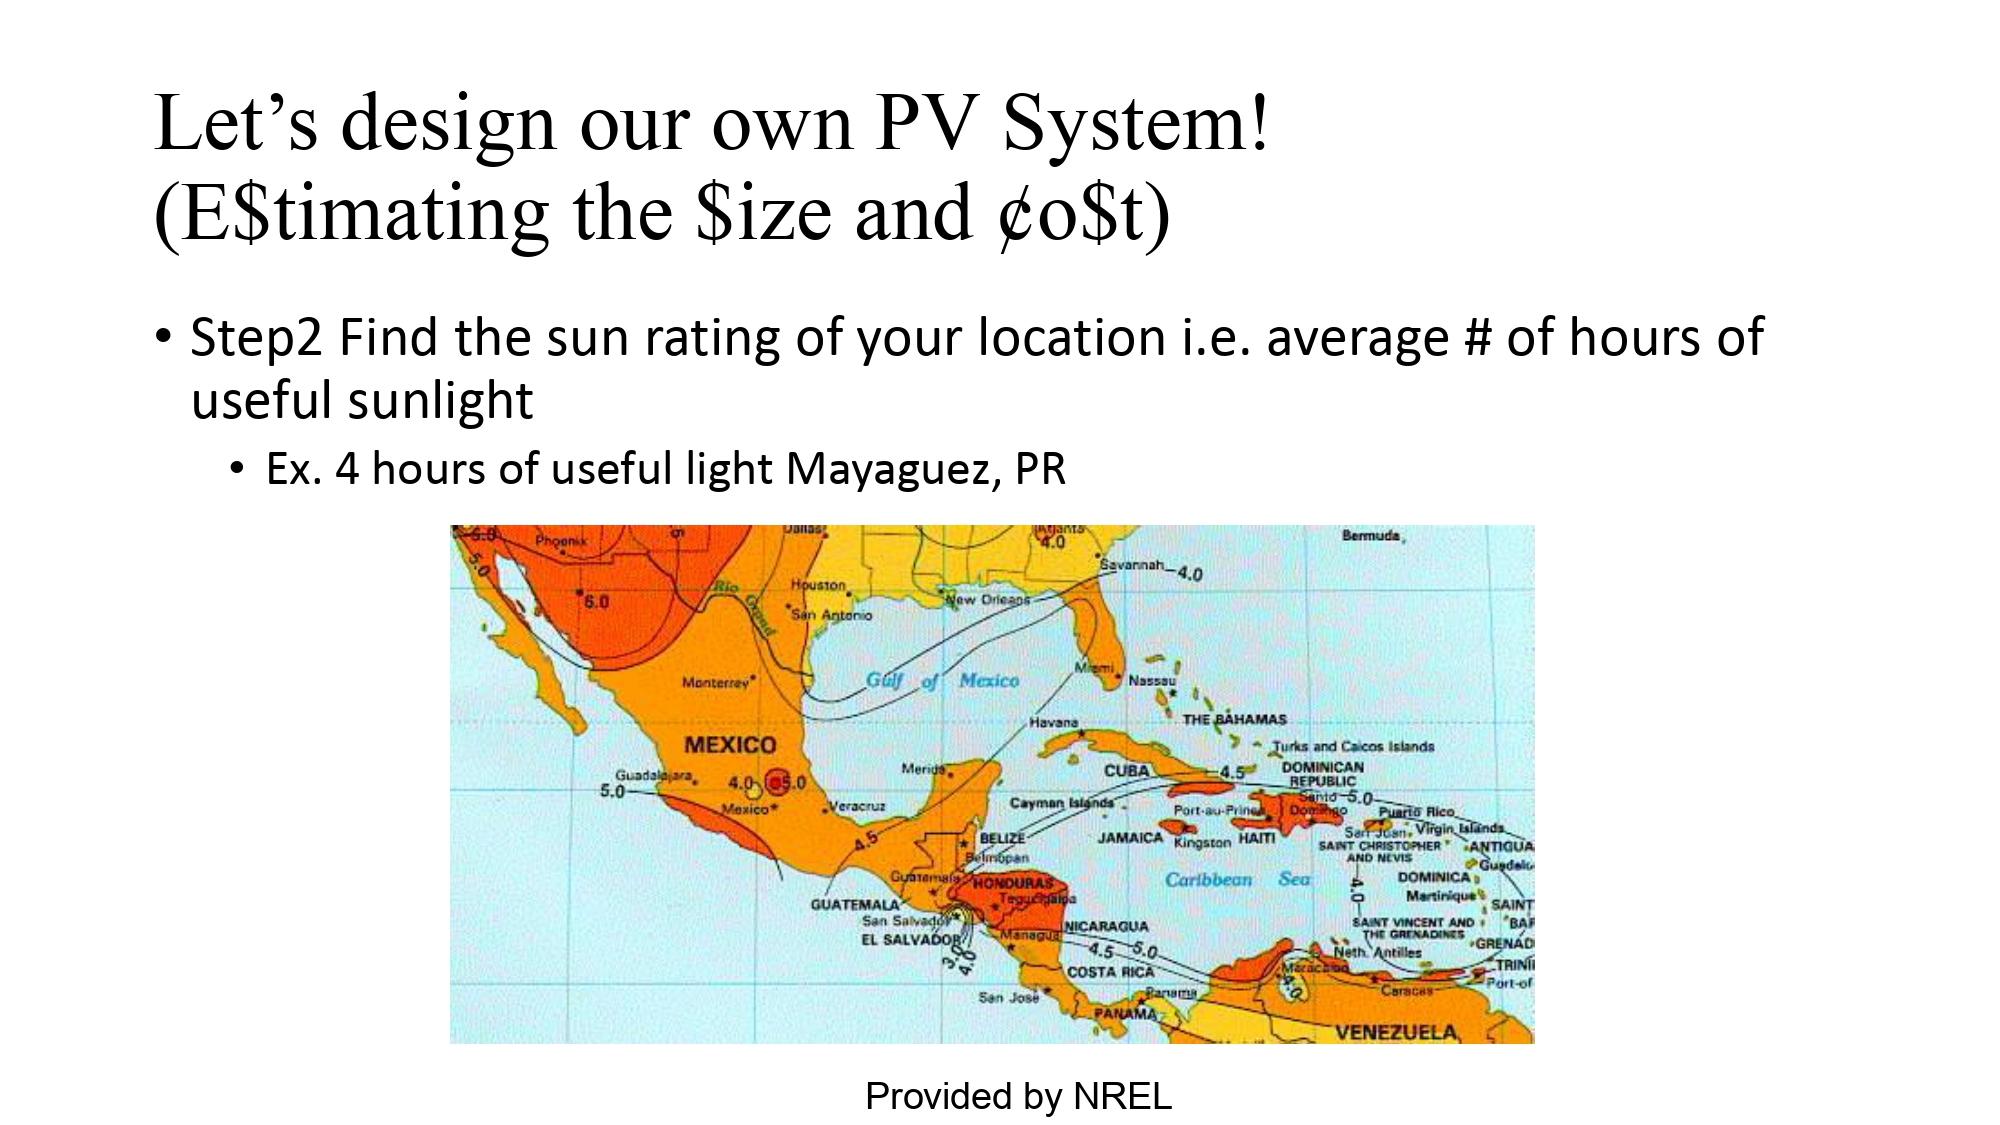 Let’s design our own PV System!
(E$timating the $ize and ¢o$t)
• Step2 Find the sun rating of your location i.e. average # of hours of
useful sunlight
• Ex. 4 hours of useful light Mayaguez, PR
Dallas
Atlanta
Bermuda
Phoenix
4.0
5.0
Savannah
4.0
Rio Grand
Houston
6.0
New Orleans
San Antonio
Miami
Monterrey
Gulf of Mexico
Nassau
Havana
THE BAHAMAS
MEXICO
Turks and Caicos Islands
Guadalajara
4.0
5.0
Merida
CUBA
4.5
DOMINICAN
REPUBLIC
5.0
Mexico
Veracruz
Cayman Islands
Santo
5.0
Port-au-Prince
Domingo
Puerto Rico
4.5
BELIZE
JAMAICA
Kingston
HAITI
San Juan
Virgin Islands
Belmopan
SAINT CHRISTOPHER
AND NEVIS
ANTIGUA
Guatemala
HONDURAS
Caribbean Sea
4.0
DOMINICA
Guadelo
Tegucigalpa
Martinique
GUATEMALA
SAINT
San Salvador
NICARAGUA
SAINT VINCENT AND
THE GRENADINES
BAR
EL SALVADOR
Managua
GRENAD
3.0
4.0
4.5
5.0
Neth. Antilles
COSTA RICA
Maracaibo
TRINI
San José
Panama
4.0
Caracas
Port-of
PANAMA
VENEZUELA
Provided by NREL